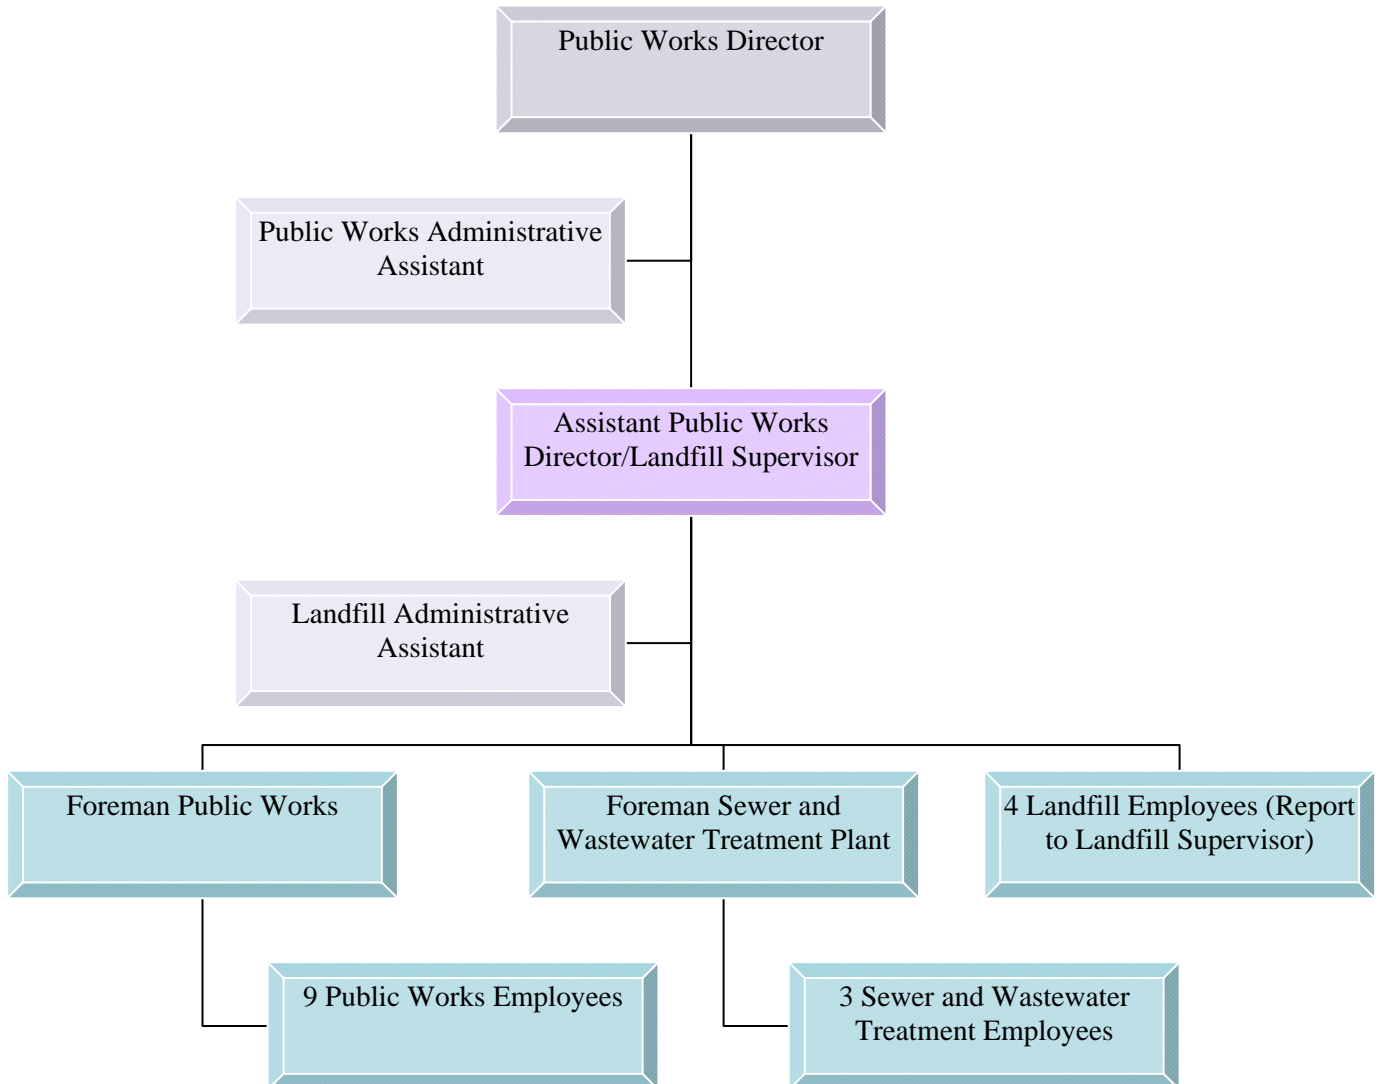 Public Works Director
Public Works Administrative
Assistant
Assistant Public Works
Director/Landfill Supervisor
Landfill Administrative
Assistant
Foreman Public Works
Foreman Sewer and
Wastewater Treatment Plant
4 Landfill Employees (Report
to Landfill Supervisor)
9 Public Works Employees
3 Sewer and Wastewater
Treatment Employees